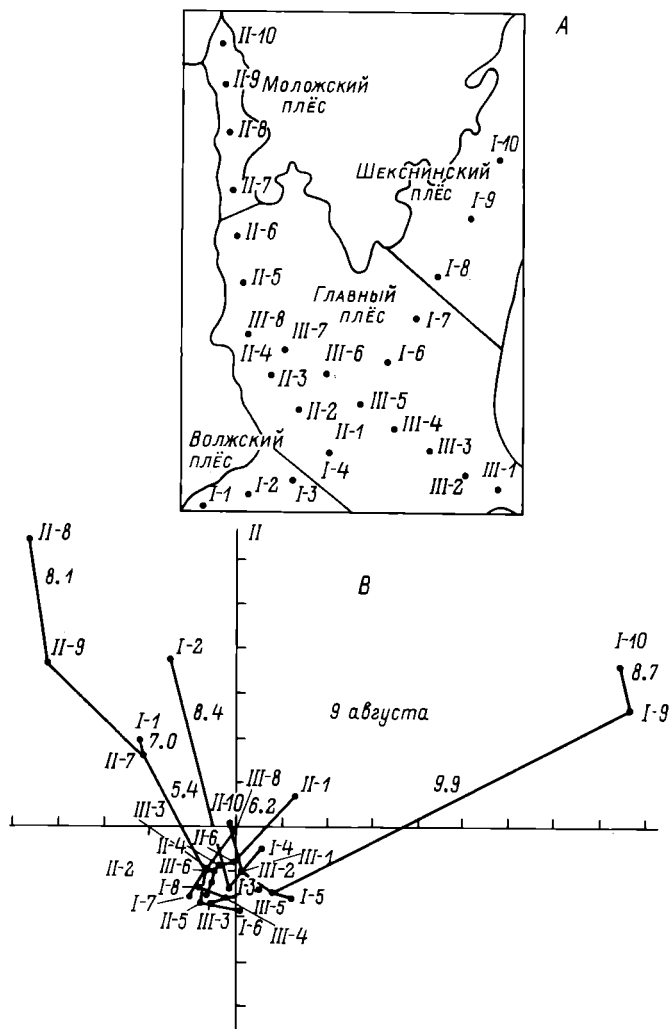 А
II-10
II-9
Моложский
плёс
II-8
I-10
Шекснинский
плёс
II-7
I-9
II-6
I-8
II-5
Главный
плёс
I-7
III-8
III-7
II-4
III-6
I-6
II-3
II-2
III-5
III-4
Волжский
плёс
II-1
III-3
I-4
III-1
III-2
I-1
I-2
I-3
II-8
II
В
8.1
II-9
I-2
I-10
8.7
I-1
7.0
8.4
9 августа
I-9
II-7
5.4
III-8
II-1
9.9
III-3
II-10
6.2
II-6
II-4
I-4
III-1
II-2
III-6
III-2
I-8
I-3
I-7
III-5
I-5
II-5
III-3
I-6
III-4